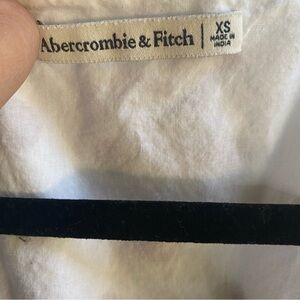 Abercrombie & Fitch
XS
MADE IN
INDIA